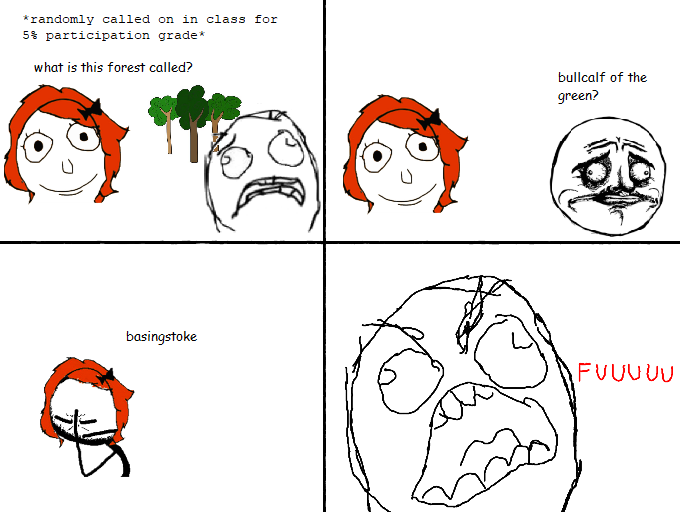 *randomly called on in class for
5% participation grade*
what is this forest called?
bullcalf of the
green?
basingstoke
FUUUUU